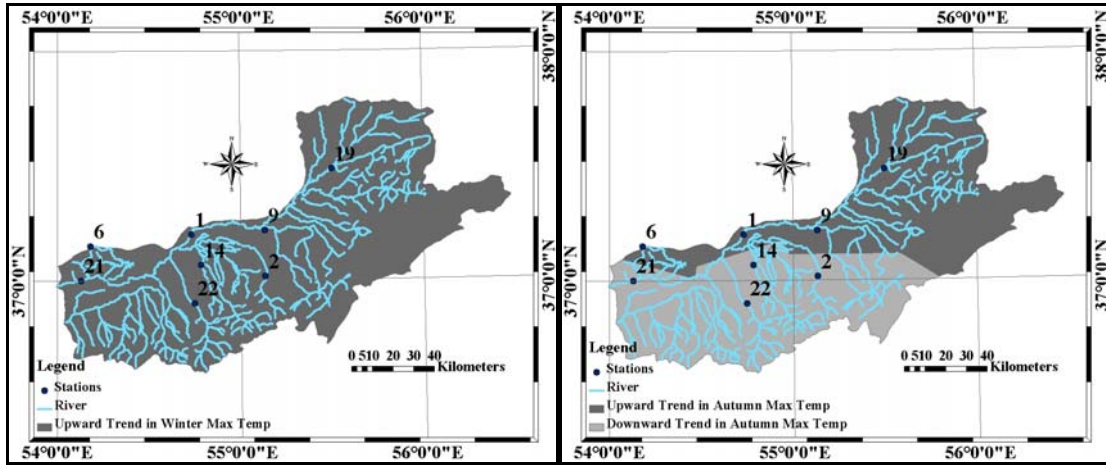 54°0'0"E 55°0'0"E 56°0'0"E
38°0'0"N
37°0'0"N
37°0'0"N
N
W E
S
19
6
1
9
14
21
2
22
Legend
Stations
River
Upward Trend in Winter Max Temp
0 510 20 30 40
Kilometers
54°0'0"E 55°0'0"E 56°0'0"E
54°0'0"E 55°0'0"E 56°0'0"E
38°0'0"N
37°0'0"N
37°0'0"N
N
W E
S
19
6
1
9
14
21
2
22
Legend
Stations
River
Upward Trend in Autumn Max Temp
Downward Trend in Autumn Max Temp
0 510 20 30 40
Kilometers
54°0'0"E 55°0'0"E 56°0'0"E